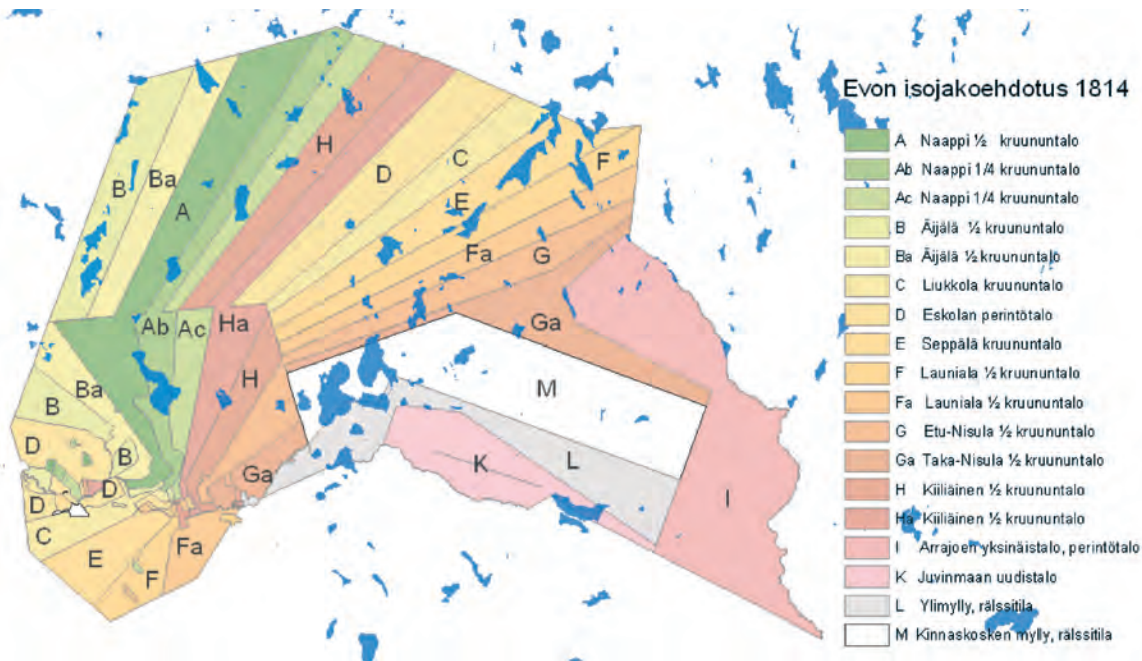 Evon isojakoehdotus 1814
A Naappi ½ kruununtalo
Ab Naappi 1/4 kruununtalo
Ac Naappi 1/4 kruununtalo
B Äijälä ½ kruununtalo
Ba Äijälä ½ kruununtalo
C Liukkola kruununtalo
D Eskolan perintötalo
E Seppälä kruununtalo
F Launiala ½ kruununtalo
Fa Launiala ½ kruununtalo
G Etu-Nisula ½ kruununtalo
Ga Taka-Nisula ½ kruununtalo
H Kiiliäinen ½ kruununtalo
Ha Kiiliäinen ½ kruununtalo
I Arrajoen yksinäistalo, perintötalo
K Juvinmaan uudistalo
L Ylimylly, rälssitila
M Kinnaskosken mylly, rälssitila
H
C
F
B
Ba
D
E
A
Fa
G
Ab
Ac
Ha
Ga
H
Ba
M
B
D
B
L
K
Ga
D
D
I
C
E
F
Fa